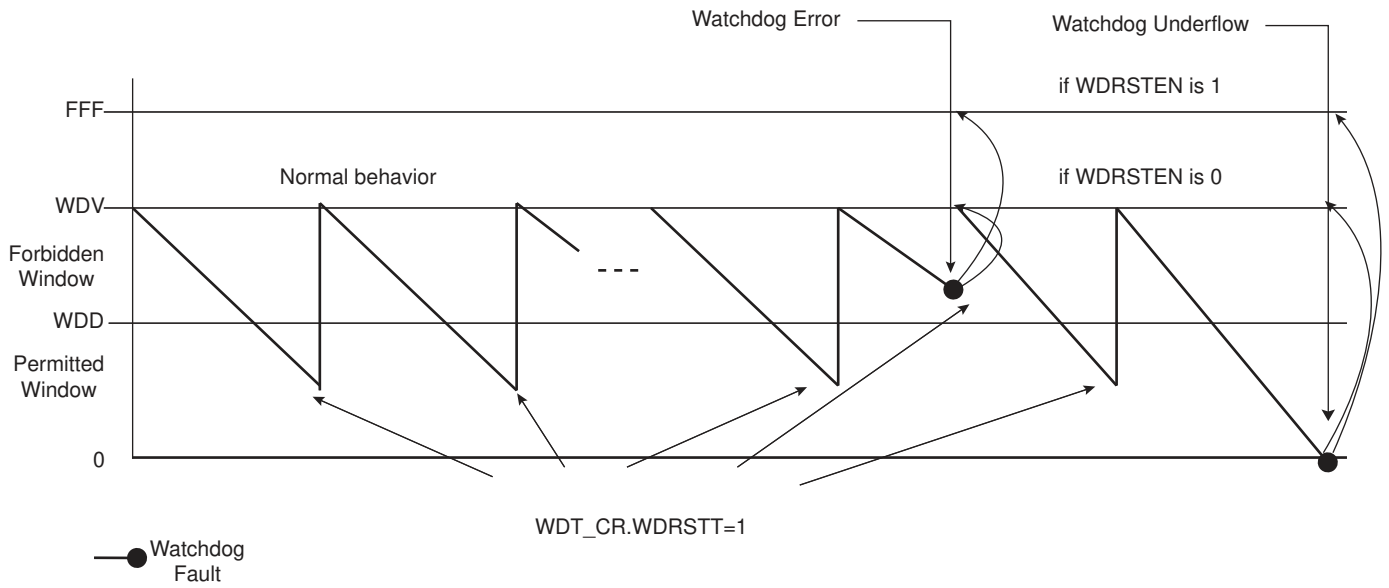 Watchdog Error
Watchdog Underflow
if WDRSTEN is 1
FFF
Normal behavior
if WDRSTEN is 0
WDV
Forbidden
Window
WDD
Permitted
Window
0
WDT_CR.WDRSTT=1
Watchdog
Fault